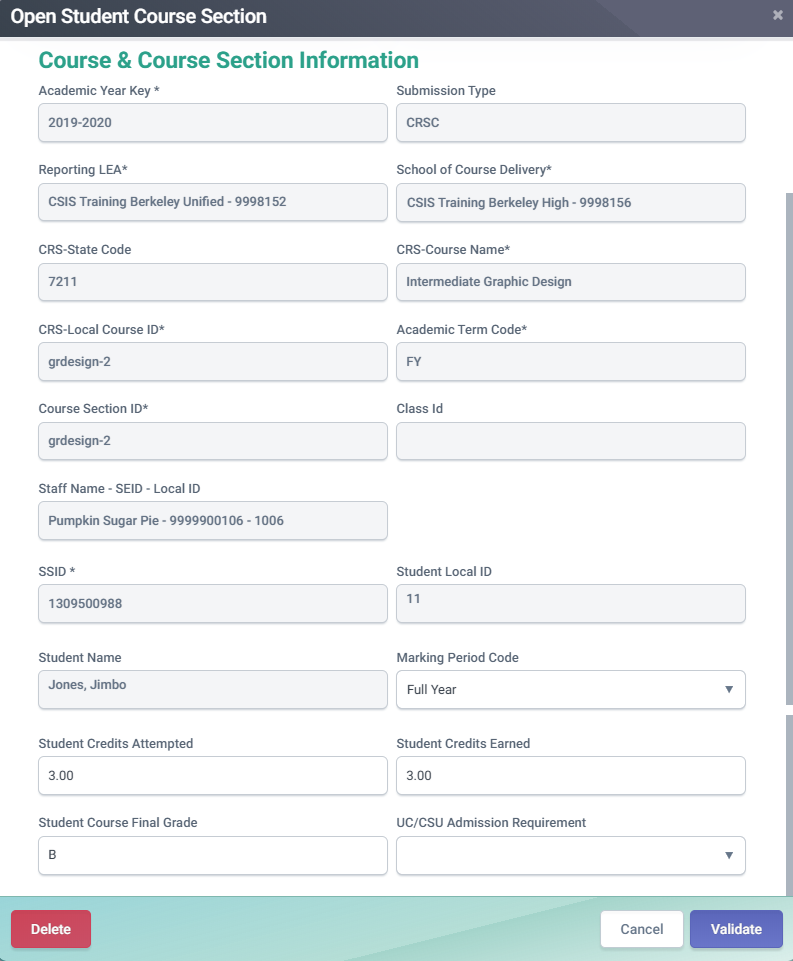 Open Student Course Section
×
Course & Course Section Information
Academic Year Key *
Submission Type
2019-2020
CRSC
Reporting LEA*
School of Course Delivery*
CSIS Training Berkeley Unified - 9998152
CSIS Training Berkeley High - 9998156
CRS-State Code
CRS-Course Name*
7211
Intermediate Graphic Design
CRS-Local Course ID*
Academic Term Code*
grdesign-2
FY
Course Section ID*
Class Id
grdesign-2
Staff Name - SEID - Local ID
Pumpkin Sugar Pie - 9999900106 - 1006
SSID *
Student Local ID
1309500988
11
Student Name
Marking Period Code
Jones, Jimbo
Full Year
Student Credits Attempted
Student Credits Earned
3.00
3.00
Student Course Final Grade
UC/CSU Admission Requirement
B
Delete
Cancel
Validate